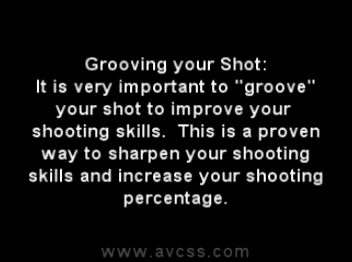 Grooving your Shot:
It is very important to "groove"
your shot to improve your
shooting skills.  This is a proven
way to sharpen your shooting
skills and increase your shooting
percentage.
www.avcss.com